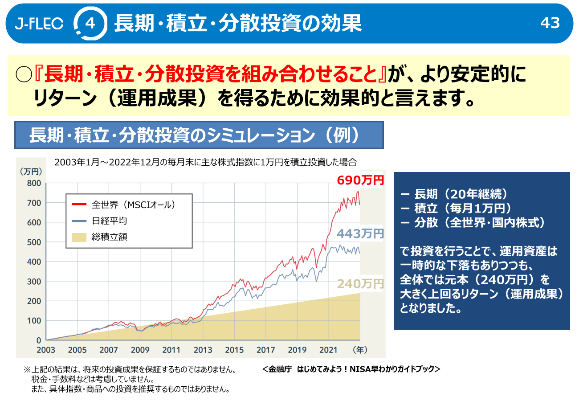 J-FLEC ④ 長期・積立・分散投資の効果 43
○『長期・積立・分散投資を組み合わせること』が、より安定的に
リターン（運用成果）を得るために効果的と言えます。
長期・積立・分散投資のシミュレーション（例）
2003年1月～2022年12月の毎月末に主な株式指数に1万円を積立投資した場合
（万円）
690万円
800
700
600
500
400
300
200
100
0
全世界（MSCIオール）
日経平均
総積立額
443万円
240万円
2003 2005 2007 2009 2011 2013 2015 2017 2019 2021 （年）
－ 長期（20年継続）
－ 積立（毎月1万円）
－ 分散（全世界・国内株式）
で投資を行うことで、運用資産は
一時的な下落もありつつも、
全体では元本（240万円）を
大きく上回るリターン（運用成果）
となりました。
※上記の結果は、将来の投資成果を保証するものではありません。
税金・手数料などは考慮していません。
また、具体指数・商品への投資を推奨するものではありません。
＜金融庁 はじめてみよう！NISA早わかりガイドブック＞